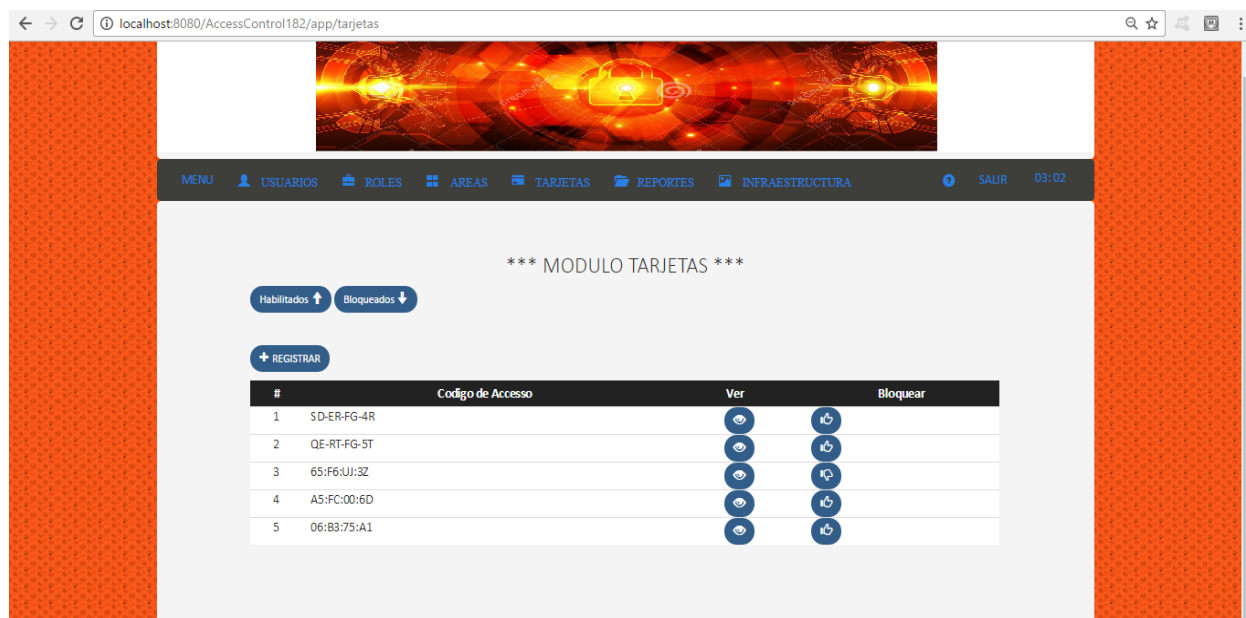 localhost:8080/AccessControl182/app/tarjetas
MENU USUARIOS ROLES AREAS TARJETAS REPORTES INFRAESTRUCTURA ? SALIR 03:02
*** MODULO TARJETAS ***
Habilitados Bloqueados
+ REGISTRAR
# Codigo de Accesso Ver Bloquear
1 SD-ER-FG-4R
2 QE-RT-FG-5T
3 65:F6:UJ:3Z
4 A5:FC:00:6D
5 06:B3:75:A1